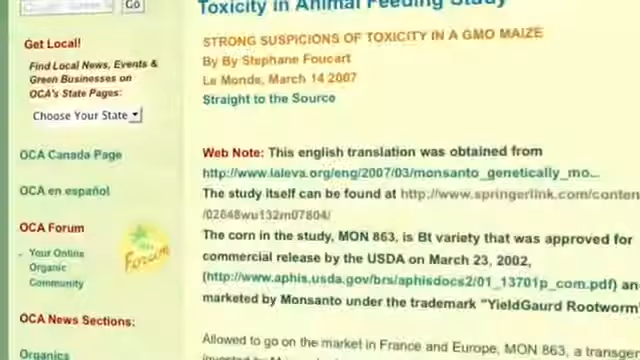 Go
Toxicity in Animal Feeding Study
Get Local!
Find Local News, Events &
Green Businesses on
OCA's State Pages:
Choose Your State
OCA Canada Page
OCA en español
OCA Forum
Your Online
Organic
Community
Forum
OCA News Sections:
Organics
STRONG SUSPICIONS OF TOXICITY IN A GMO MAIZE
By By Stephane Foucart
Le Monde, March 14 2007
Straight to the Source
Web Note: This english translation was obtained from
http://www.laleva.org/eng/2007/03/monsanto_genetically_mo...
The study itself can be found at http://www.springerlink.com/conten
/02648wu132m07804/
The corn in the study, MON 863, is Bt variety that was approved for
commercial release by the USDA on March 23, 2002,
(http://www.aphis.usda.gov/brs/aphisdocs2/01_13701p_com.pdf) an
marketed by Monsanto under the trademark "YieldGaurd Rootworm"
Allowed to go on the market in France and Europe, MON 863, a transge